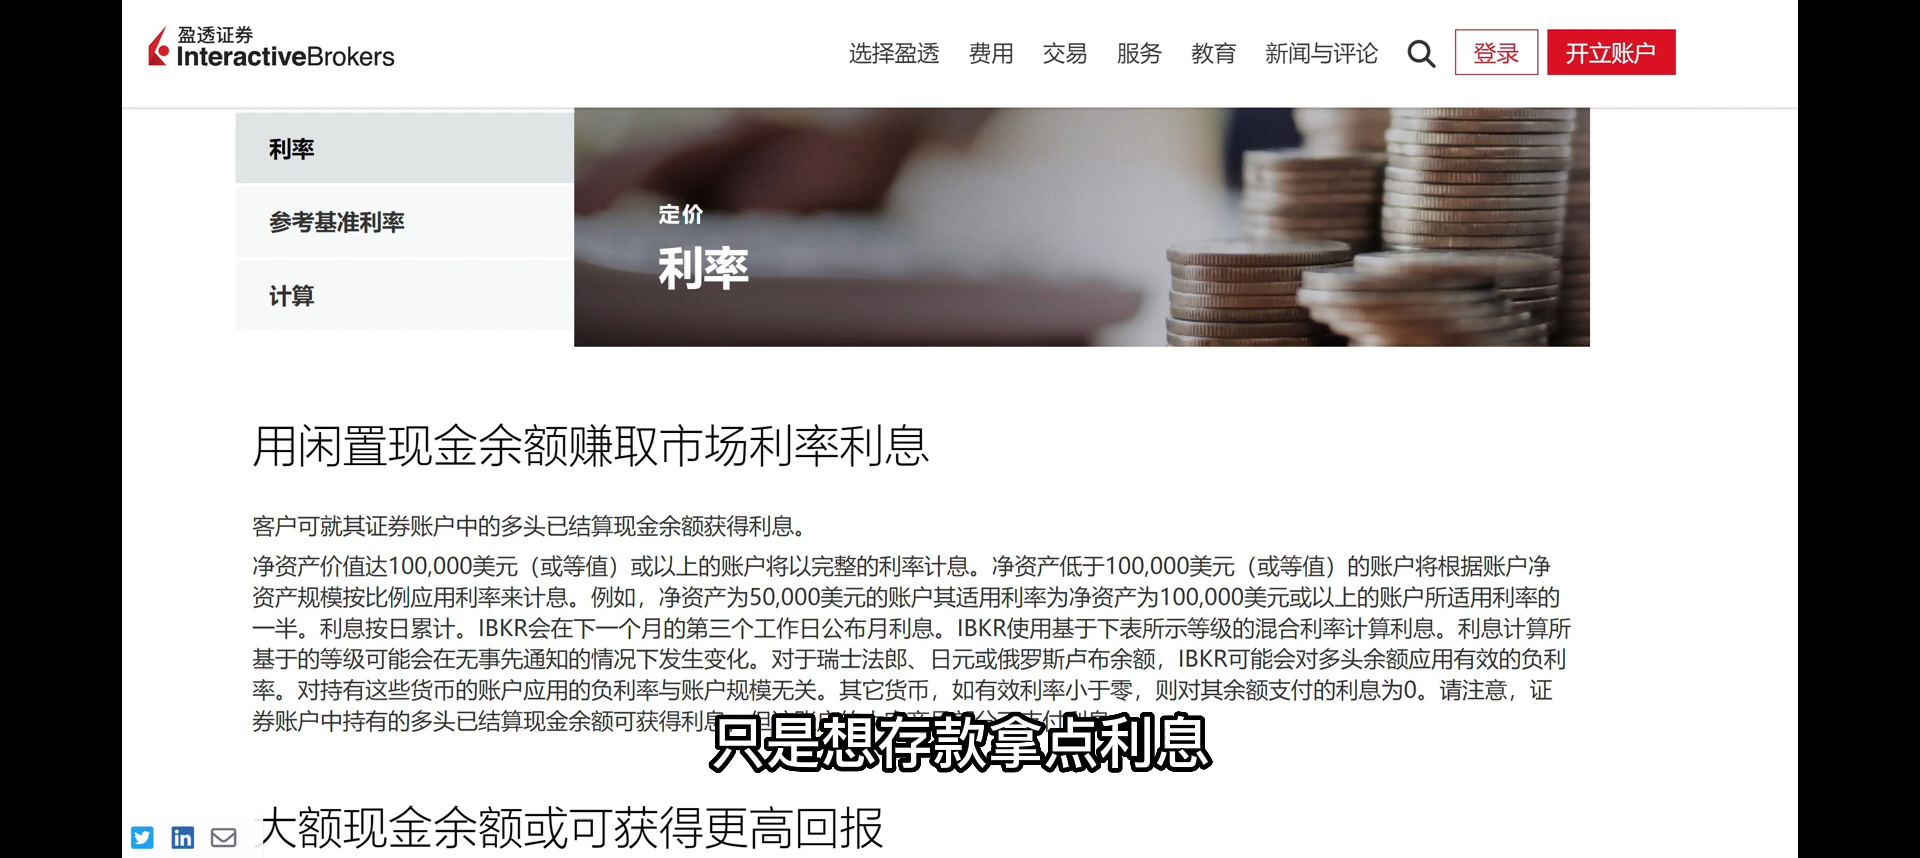 盈透证券
InteractiveBrokers
选择盈透 费用 交易 服务 教育 新闻与评论 登录 开立账户
利率
参考基准利率
计算
定价
利率
用闲置现金余额赚取市场利率利息
客户可就其证券账户中的多头已结算现金余额获得利息。
净资产价值达100,000美元（或等值）或以上的账户将以完整的利率计息。净资产低于100,000美元（或等值）的账户将根据账户净
资产规模按比例应用利率来计息。例如，净资产为50,000美元的账户其适用利率为净资产为100,000美元或以上的账户所适用利率的
一半。利息按日累计。IBKR会在下一个月的第三个工作日公布月利息。IBKR使用基于下表所示等级的混合利率计算利息。利息计算所
基于的等级可能会在无事先通知的情况下发生变化。对于瑞士法郎、日元或俄罗斯卢布余额，IBKR可能会对多头余额应用有效的负利
率。对持有这些货币的账户应用的负利率与账户规模无关。其它货币，如有效利率小于零，则对其余额支付的利息为0。请注意，证
券账户中持有的多头已结算现金余额可获得利息
只是想存款拿点利息
大额现金余额或可获得更高回报